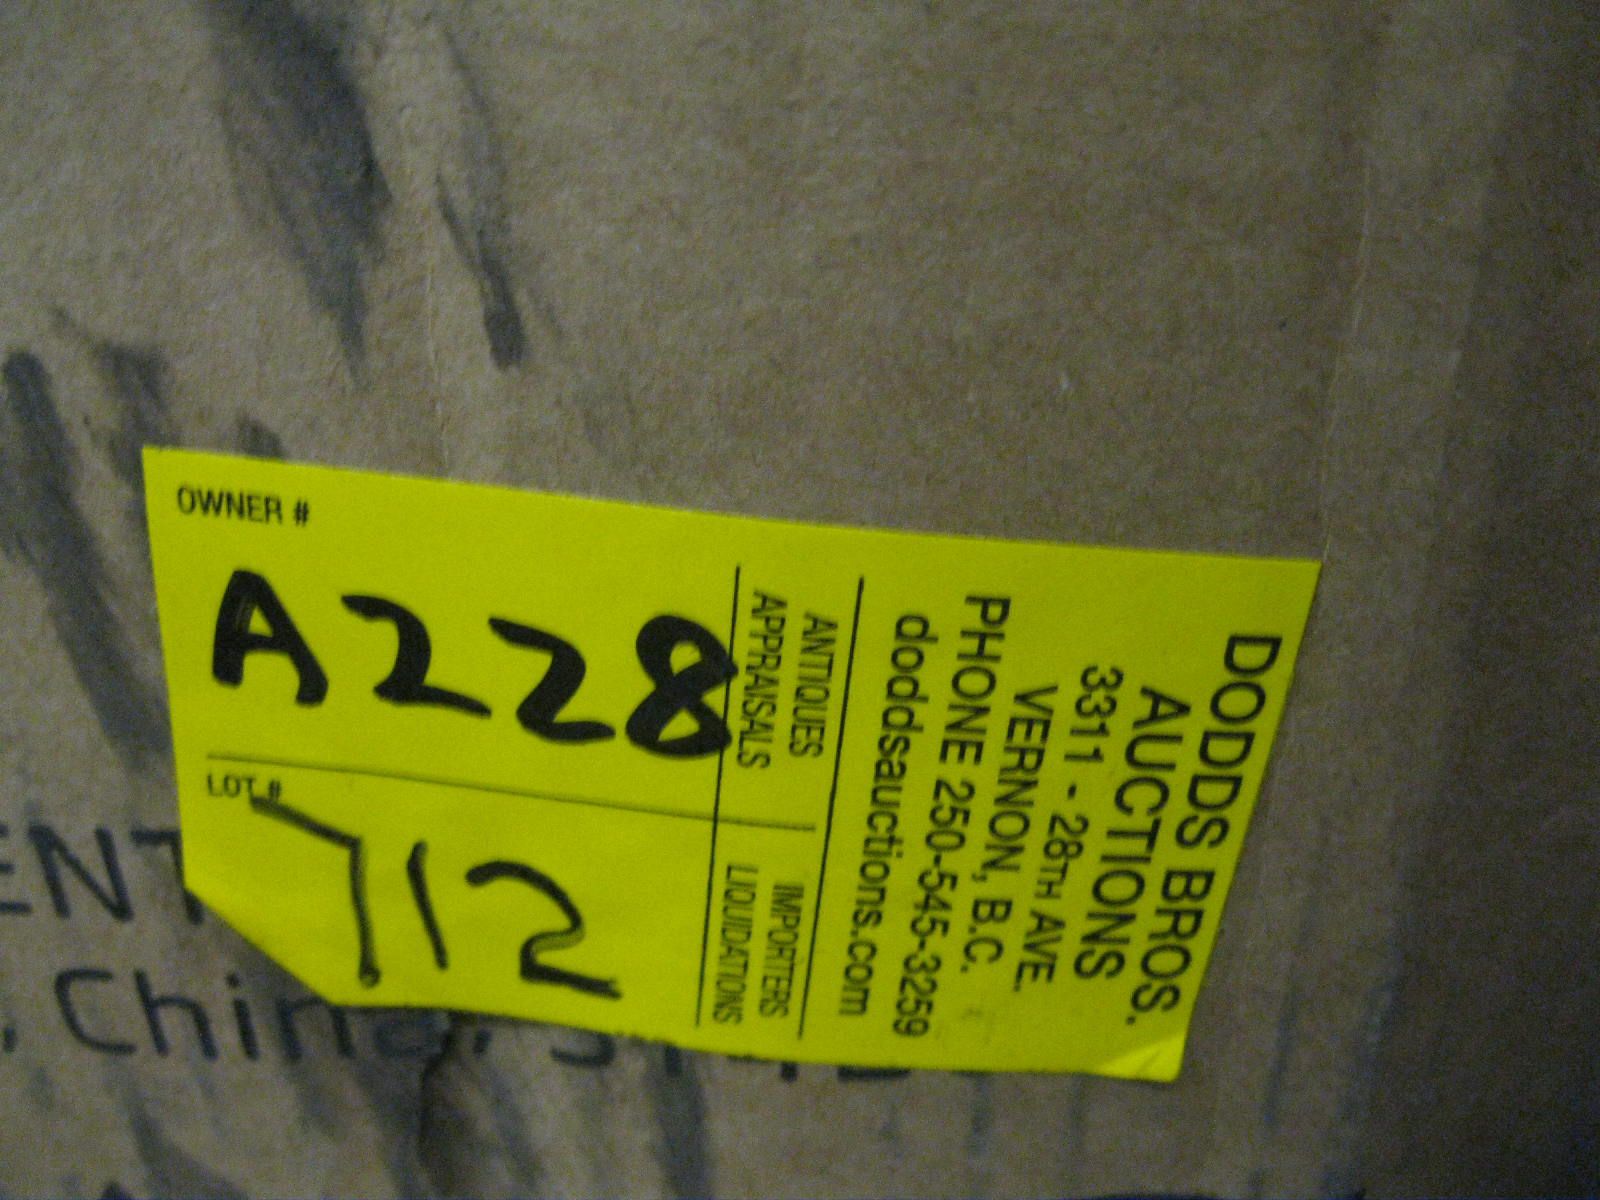 OWNER #
A228
LOT #
712
ANTIQUES
APPRAISALS
IMPORTERS
LIQUIDATIONS
DODDS BROS.
AUCTIONS
3311 - 28TH AVE.
VERNON, B.C.
PHONE 250-545-3259
doddsauctions.com
China,